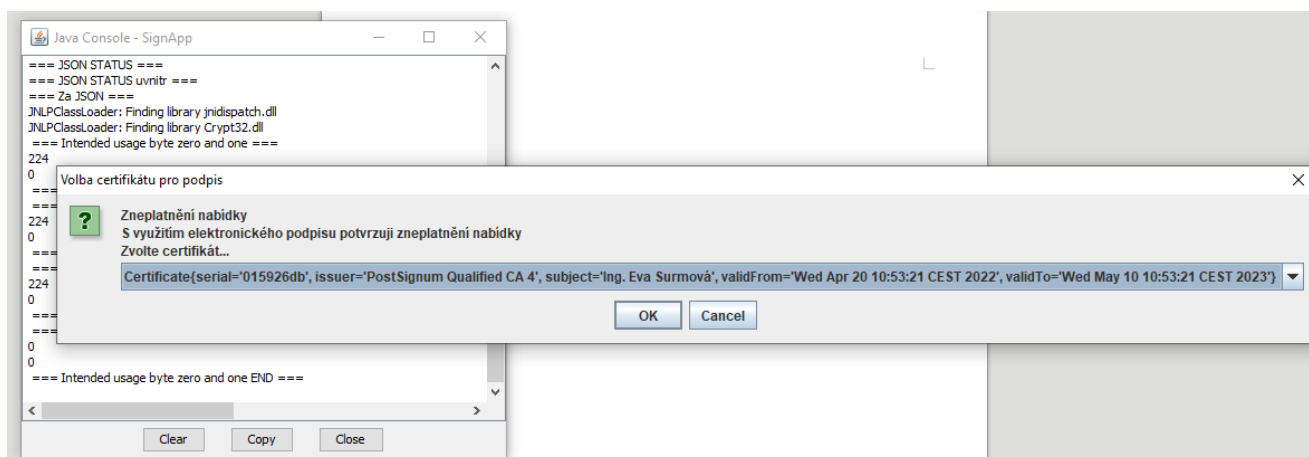 Java Console - SignApp
=== JSON STATUS ===
=== JSON STATUS uvnitr ===
=== Za JSON ===
JNLPClassLoader: Finding library jnidispatch.dll
JNLPClassLoader: Finding library Crypt32.dll
=== Intended usage byte zero and one ===
224
0
===
===
224
0
===
===
224
0
===
===
0
0
=== Intended usage byte zero and one END ===
Clear Copy Close
Volba certifikátu pro podpis
Zneplatnění nabídky
S využitím elektronického podpisu potvrzuji zneplatnění nabídky
Zvolte certifikát...
Certificate{serial='015926db', issuer='PostSignum Qualified CA 4', subject='Ing. Eva Surmová', validFrom='Wed Apr 20 10:53:21 CEST 2022', validTo='Wed May 10 10:53:21 CEST 2023'}
OK Cancel